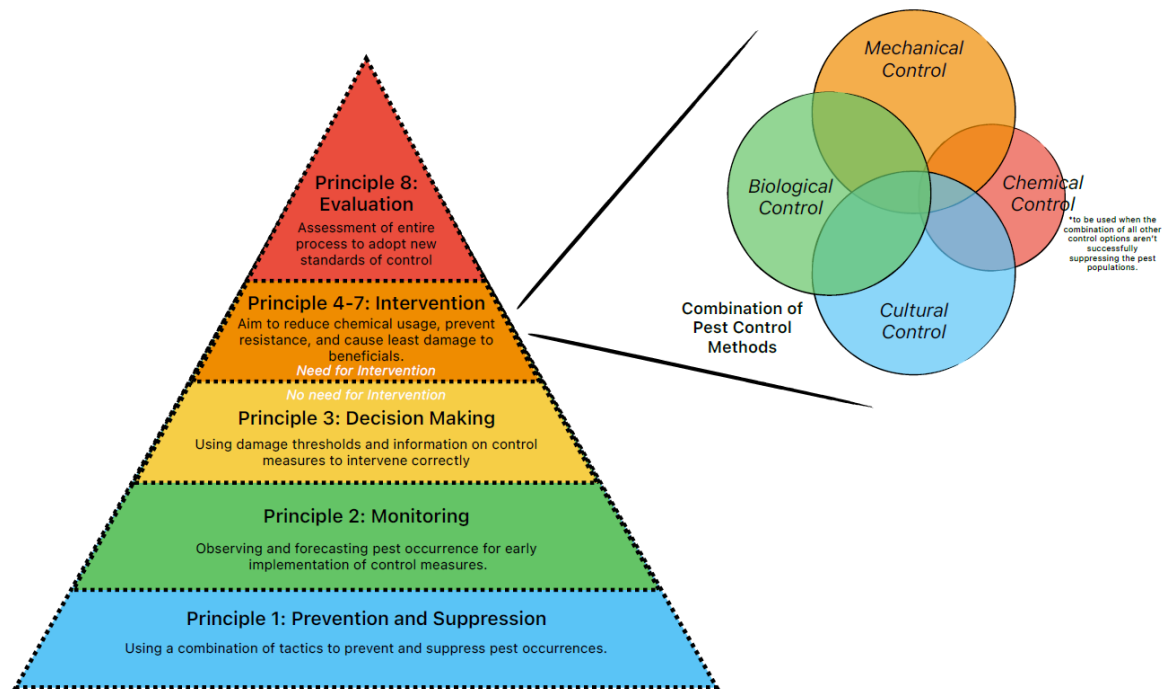 Principle 8:
Evaluation
Assessment of entire
process to adopt new
standards of control
Principle 4-7: Intervention
Aim to reduce chemical usage, prevent
resistance, and cause least damage to
beneficials.
Need for Intervention
No need for Intervention
Principle 3: Decision Making
Using damage thresholds and information on control
measures to intervene correctly
Principle 2: Monitoring
Observing and forecasting pest occurrence for early
implementation of control measures.
Principle 1: Prevention and Suppression
Using a combination of tactics to prevent and suppress pest occurrences.
Mechanical
Control
Biological
Control
Chemical
Control
*to be used when the
combination of all other
control options aren't
successfully
suppressing the pest
populations.
Cultural
Control
Combination of
Pest Control
Methods